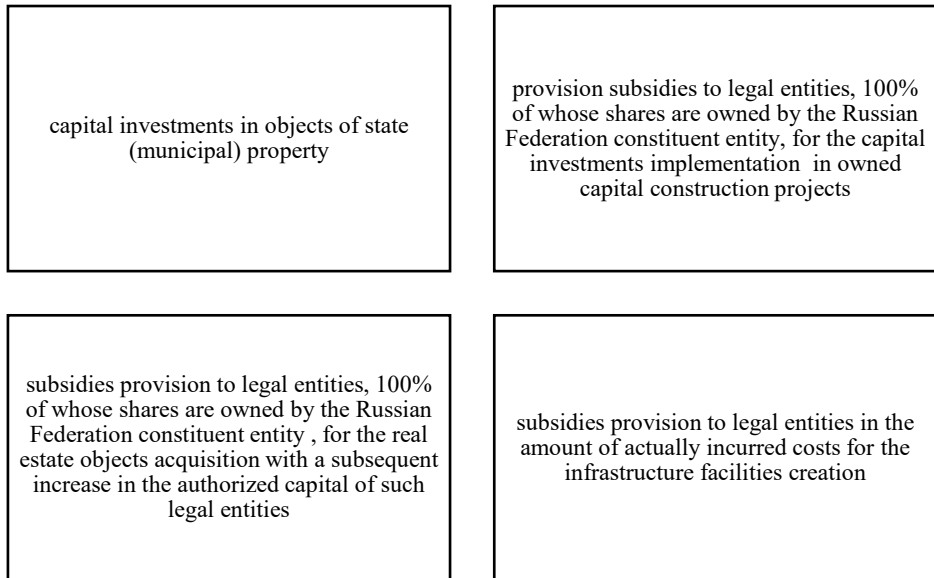 capital investments in objects of state
(municipal) property
provision subsidies to legal entities, 100%
of whose shares are owned by the Russian
Federation constituent entity, for the capital
investments implementation in owned
capital construction projects
subsidies provision to legal entities, 100%
of whose shares are owned by the Russian
Federation constituent entity , for the real
estate objects acquisition with a subsequent
increase in the authorized capital of such
legal entities
subsidies provision to legal entities in the
amount of actually incurred costs for the
infrastructure facilities creation